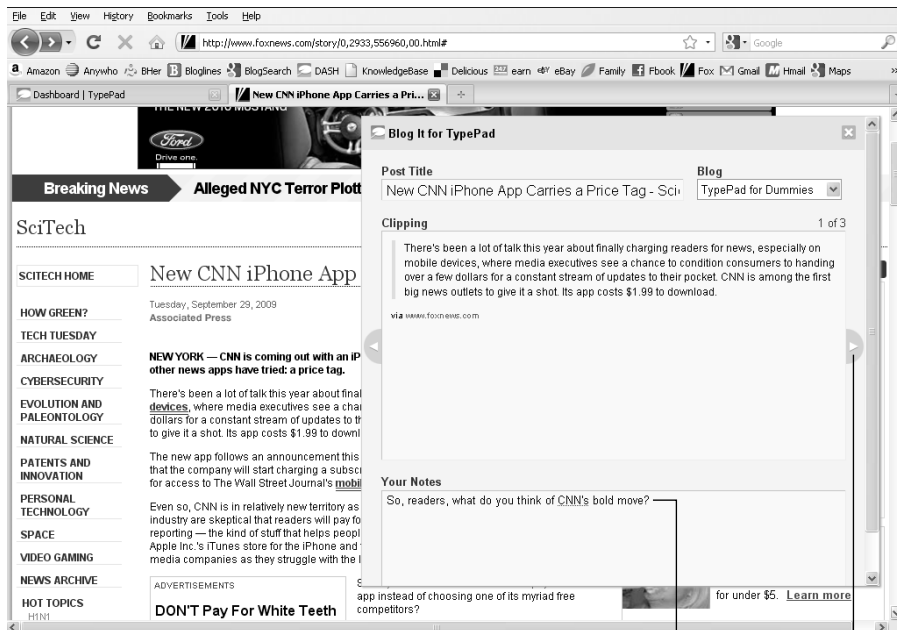 File Edit View History Bookmarks Tools Help
http://www.foxnews.com/story/0,2933,556960,00.html#
Google
Amazon Anywho BHer Bloglines BlogSearch DASH KnowledgeBase Delicious earn eBay Family Fbook Fox Gmail Hmail Maps »
Dashboard | TypePad
New CNN iPhone App Carries a Pri...
THE NEW 2010 MUSTANG
Ford
Drive one.
Breaking News
Alleged NYC Terror Plott
SciTech
SCITECH HOME
HOW GREEN?
TECH TUESDAY
ARCHAEOLOGY
CYBERSECURITY
EVOLUTION AND
PALEONTOLOGY
NATURAL SCIENCE
PATENTS AND
INNOVATION
PERSONAL
TECHNOLOGY
SPACE
VIDEO GAMING
NEWS ARCHIVE
HOT TOPICS
H1N1
New CNN iPhone App
Tuesday, September 29, 2009
Associated Press
NEW YORK — CNN is coming out with an iP
other news apps have tried: a price tag.
There's been a lot of talk this year about final
devices, where media executives see a chan
dollars for a constant stream of updates to th
to give it a shot. Its app costs $1.99 to downl
The new app follows an announcement this
that the company will start charging a subscr
for access to The Wall Street Journal's mobil
Even so, CNN is in relatively new territory as
industry are skeptical that readers will pay fo
reporting — the kind of stuff that helps peopl
Apple Inc.'s iTunes store for the iPhone and
media companies as they struggle with the l
ADVERTISEMENTS
DON'T Pay For White Teeth
app instead of choosing one of its myriad free
competitors?
for under $5. Learn more
Blog It for TypePad
Post Title
New CNN iPhone App Carries a Price Tag - Sci
Blog
TypePad for Dummies
Clipping
1 of 3
There's been a lot of talk this year about finally charging readers for news, especially on
mobile devices, where media executives see a chance to condition consumers to handing
over a few dollars for a constant stream of updates to their pocket. CNN is among the first
big news outlets to give it a shot. Its app costs $1.99 to download.
via www.foxnews.com
Your Notes
So, readers, what do you think of CNN's bold move?